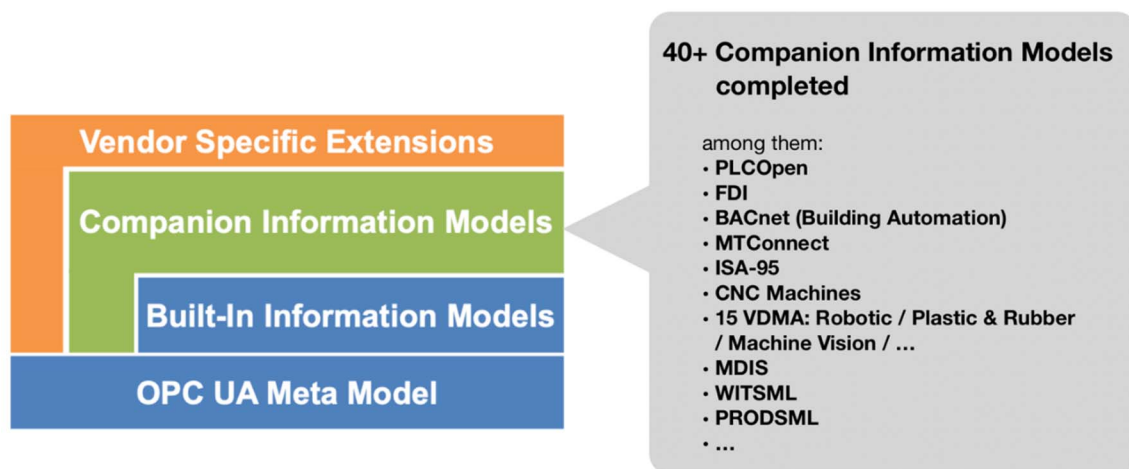 Vendor Specific Extensions
Companion Information Models
Built-In Information Models
OPC UA Meta Model
40+ Companion Information Models
completed
among them:
· PLCOpen
· FDI
· BACnet (Building Automation)
· MTConnect
· ISA-95
· CNC Machines
· 15 VDMA: Robotic / Plastic & Rubber
/ Machine Vision / …
· MDIS
· WITSML
· PRODSML
· …